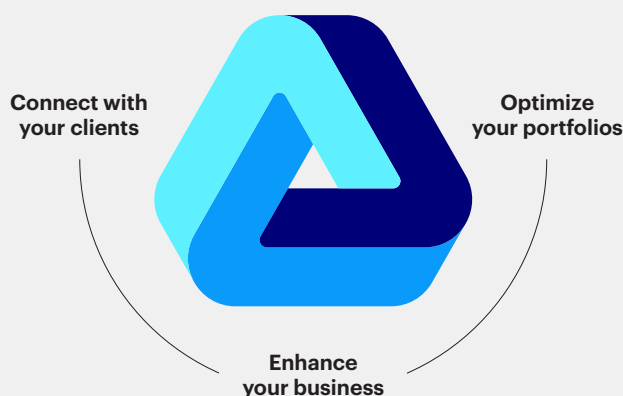 Connect with
your clients
Optimize
your portfolios
Enhance
your business